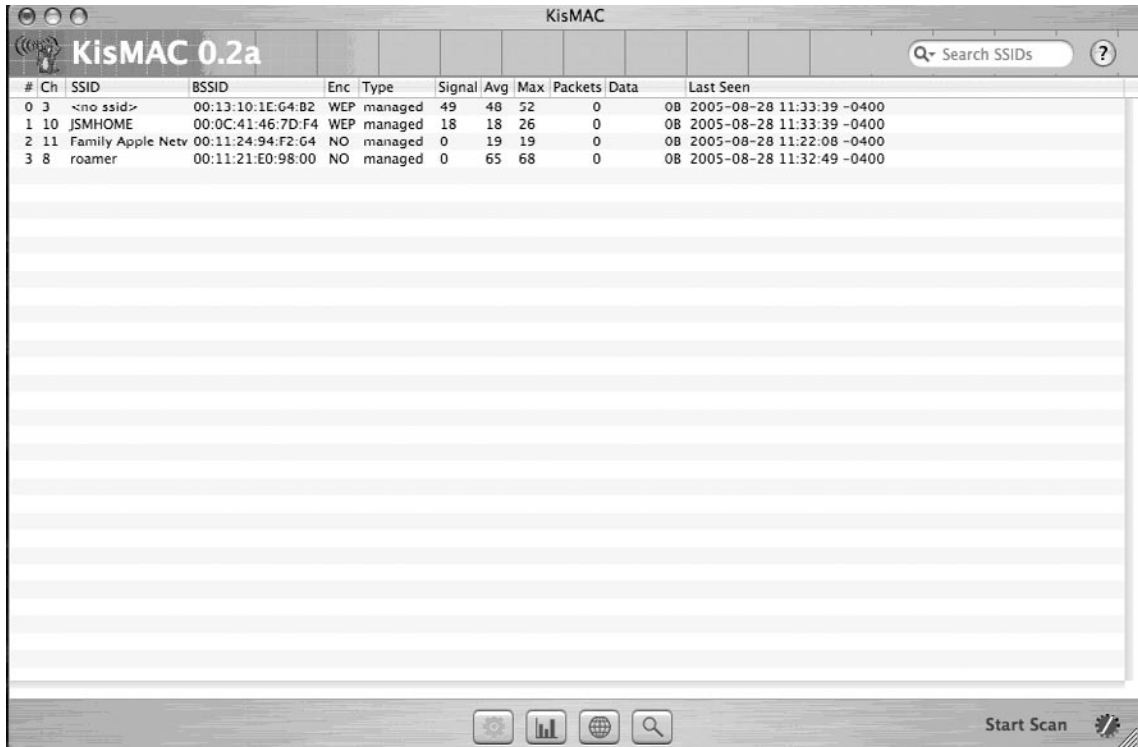 KisMAC
KisMAC 0.2a
Search SSIDs ?
# Ch SSID BSSID Enc Type Signal Avg Max Packets Data Last Seen
0 3 <no ssid> 00:13:10:1E:64:B2 WEP managed 49 48 52 0 0B 2005-08-28 11:33:39 -0400
1 10 JSMHOME 00:0C:41:46:7D:F4 WEP managed 18 18 26 0 0B 2005-08-28 11:33:39 -0400
2 11 Family Apple Netv 00:11:24:94:F2:64 NO managed 0 19 19 0 0B 2005-08-28 11:22:08 -0400
3 8 roamer 00:11:21:E0:98:00 NO managed 0 65 68 0 0B 2005-08-28 11:32:49 -0400
Start Scan